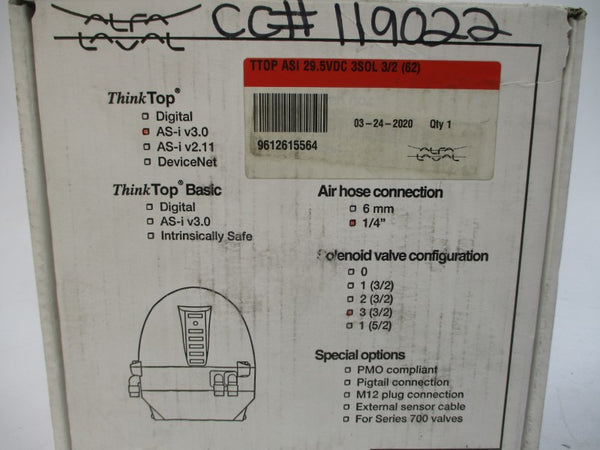 ALFA
LAVAL
CG# 119022
TTOP ASI 29.5VDC 3SOL 3/2 (62)
03-24-2020 Qty 1
9612615564
ALFA
LAVAL
ThinkTop®
Digital
AS-i v3.0
AS-i v2.11
DeviceNet
ThinkTop® Basic
Digital
AS-i v3.0
Intrinsically Safe
Air hose connection
6 mm
1/4"
Solenoid valve configuration
0
1 (3/2)
2 (3/2)
3 (3/2)
1 (5/2)
Special options
PMO compliant
Pigtail connection
M12 plug connection
External sensor cable
For Series 700 valves